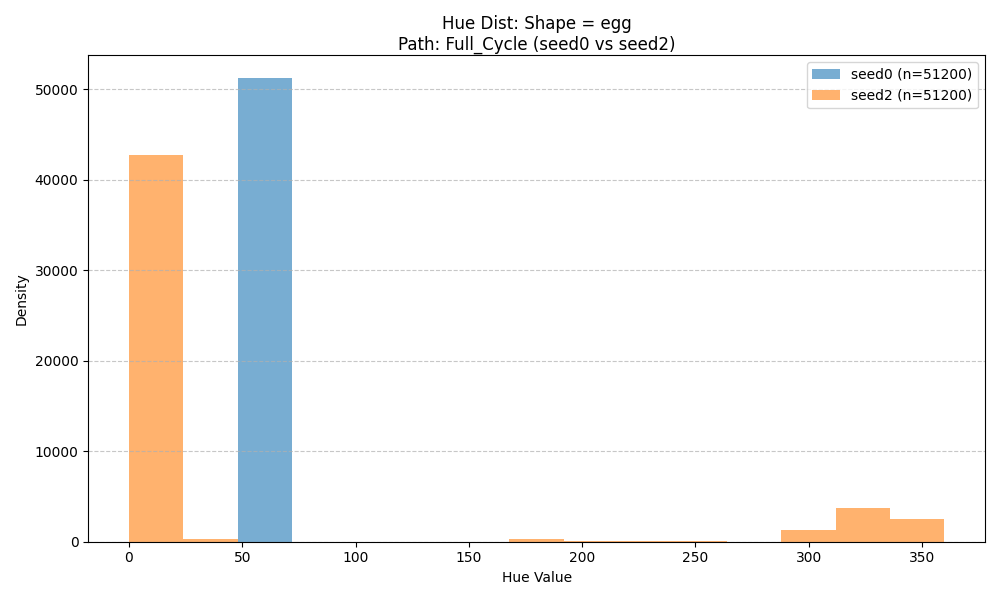 Hue Dist: Shape = egg
Path: Full_Cycle (seed0 vs seed2)
seed0 (n=51200)
seed2 (n=51200)
Density
50000
40000
30000
20000
10000
0
0
50
100
150
200
250
300
350
Hue Value